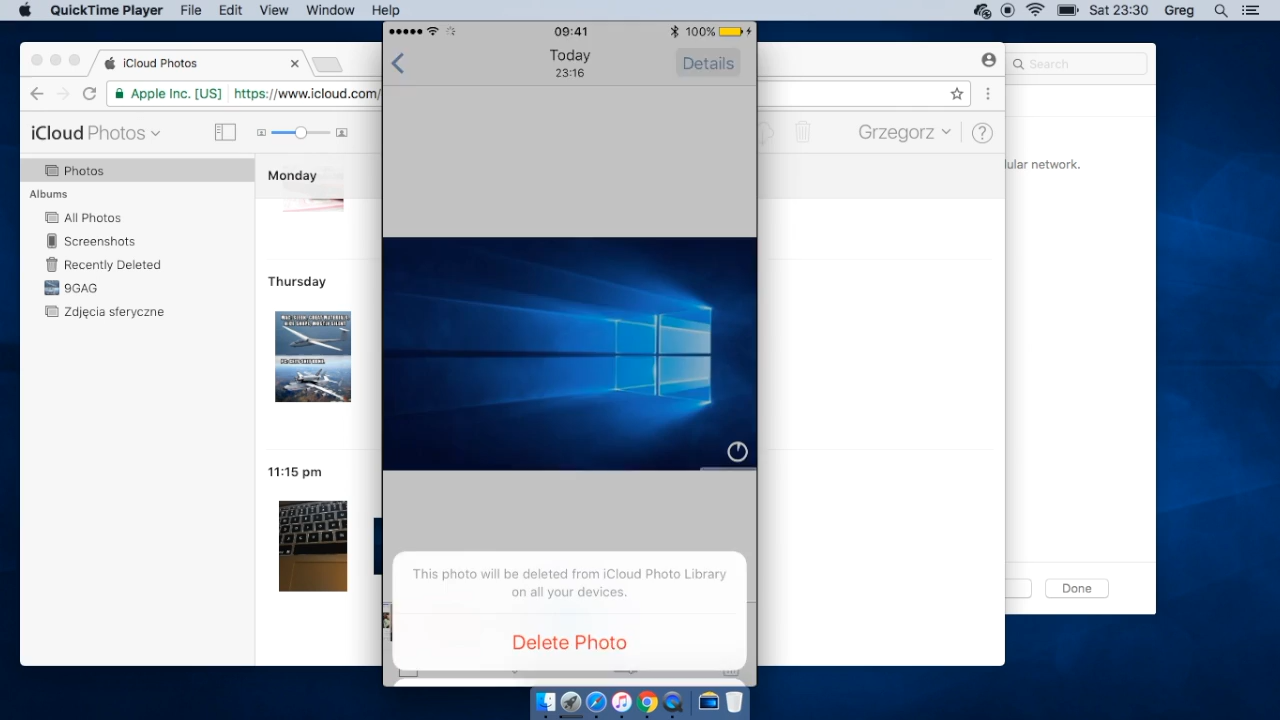 QuickTime Player File Edit View Window Help
Sat 23:30 Greg
iCloud Photos
Apple Inc. [US] https://www.icloud.com/
iCloud Photos
Photos
Albums
All Photos
Screenshots
Recently Deleted
9GAG
Zdjęcia sferyczne
Monday
Thursday
11:15 pm
09:41
100%
Today
23:16
Details
This photo will be deleted from iCloud Photo Library
on all your devices.
Delete Photo
Grzegorz
?
Search
lular network.
Done